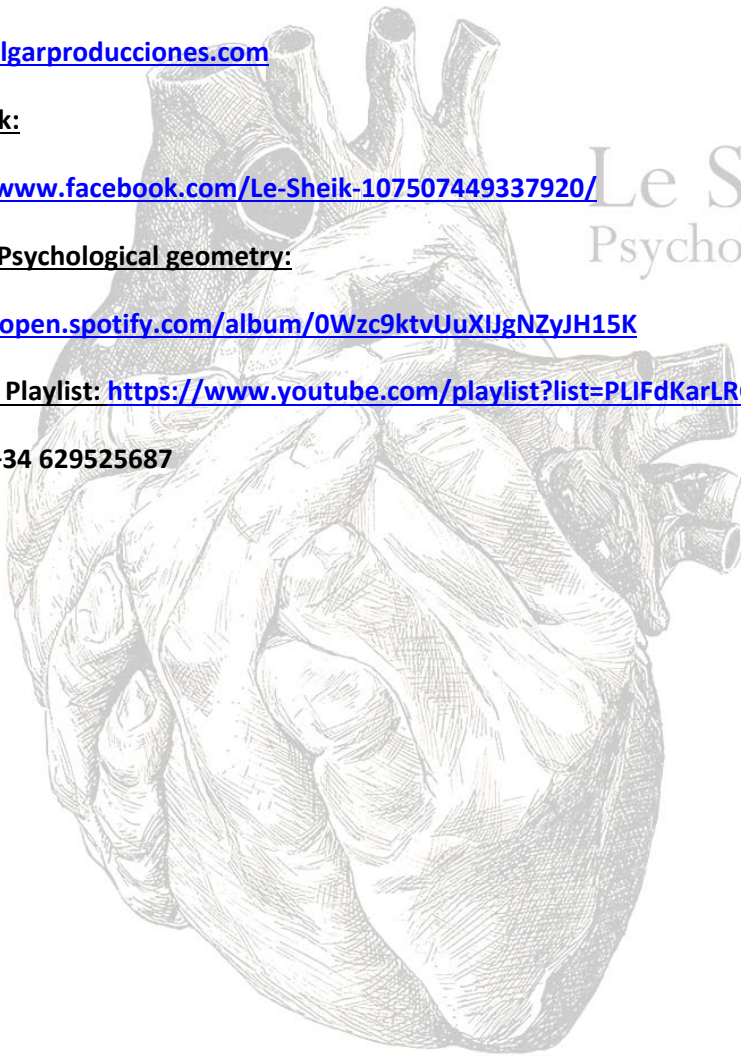 lgarproducciones.com
k:
Le S
www.facebook.com/Le-Sheik-107507449337920/
Psychological geometry:
Psycho
open.spotify.com/album/0Wzc9ktvUuXIJgNZyJH15K
Playlist: https://www.youtube.com/playlist?list=PLIFdKarLR
-34 629525687